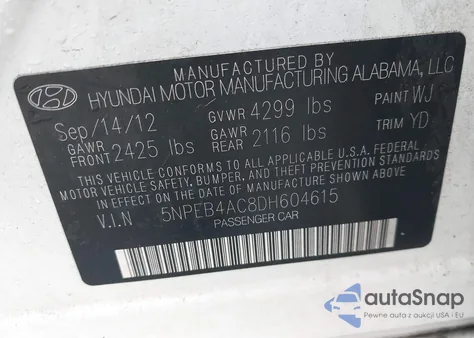 MANUFACTURED BY
HYUNDAI MOTOR MANUFACTURING ALABAMA, LLC
Sep/14/12 GVWR 4299 lbs PAINT WJ
GAWR FRONT 2425 lbs GAWR REAR 2116 lbs TRIM YD
THIS VEHICLE CONFORMS TO ALL APPLICABLE U.S.A. FEDERAL
MOTOR VEHICLE SAFETY, BUMPER, AND THEFT PREVENTION
STANDARDS IN EFFECT ON THE DATE OF MANUFACTURE SHOWN ABOVE.
V.I.N 5NPEB4AC8DH604615
PASSENGER CAR
autoSnap
Pewne auta z aukcji USA i EU